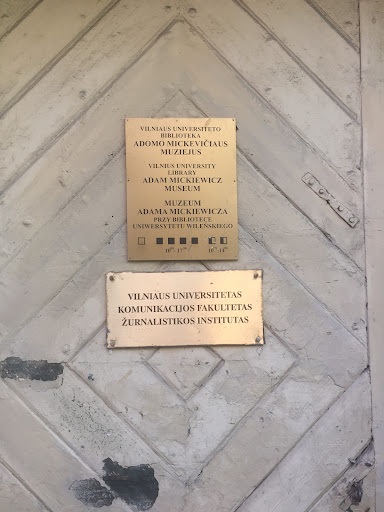 VILNIAUS UNIVERSITETO
BIBLIOTEKA
ADOMO MICKEVIČIAUS
MUZIEJUS
VILNIUS UNIVERSITY
LIBRARY
ADAM MICKIEWICZ
MUSEUM
MUZEUM
ADAMA MICKIEWICZA
PRZY BIBLIOTECE
UNIWERSYTETU WILEŃSKIEGO
VILNIAUS UNIVERSITETAS
KOMUNIKACIJOS FAKULTETAS
ŽURNALISTIKOS INSTITUTAS